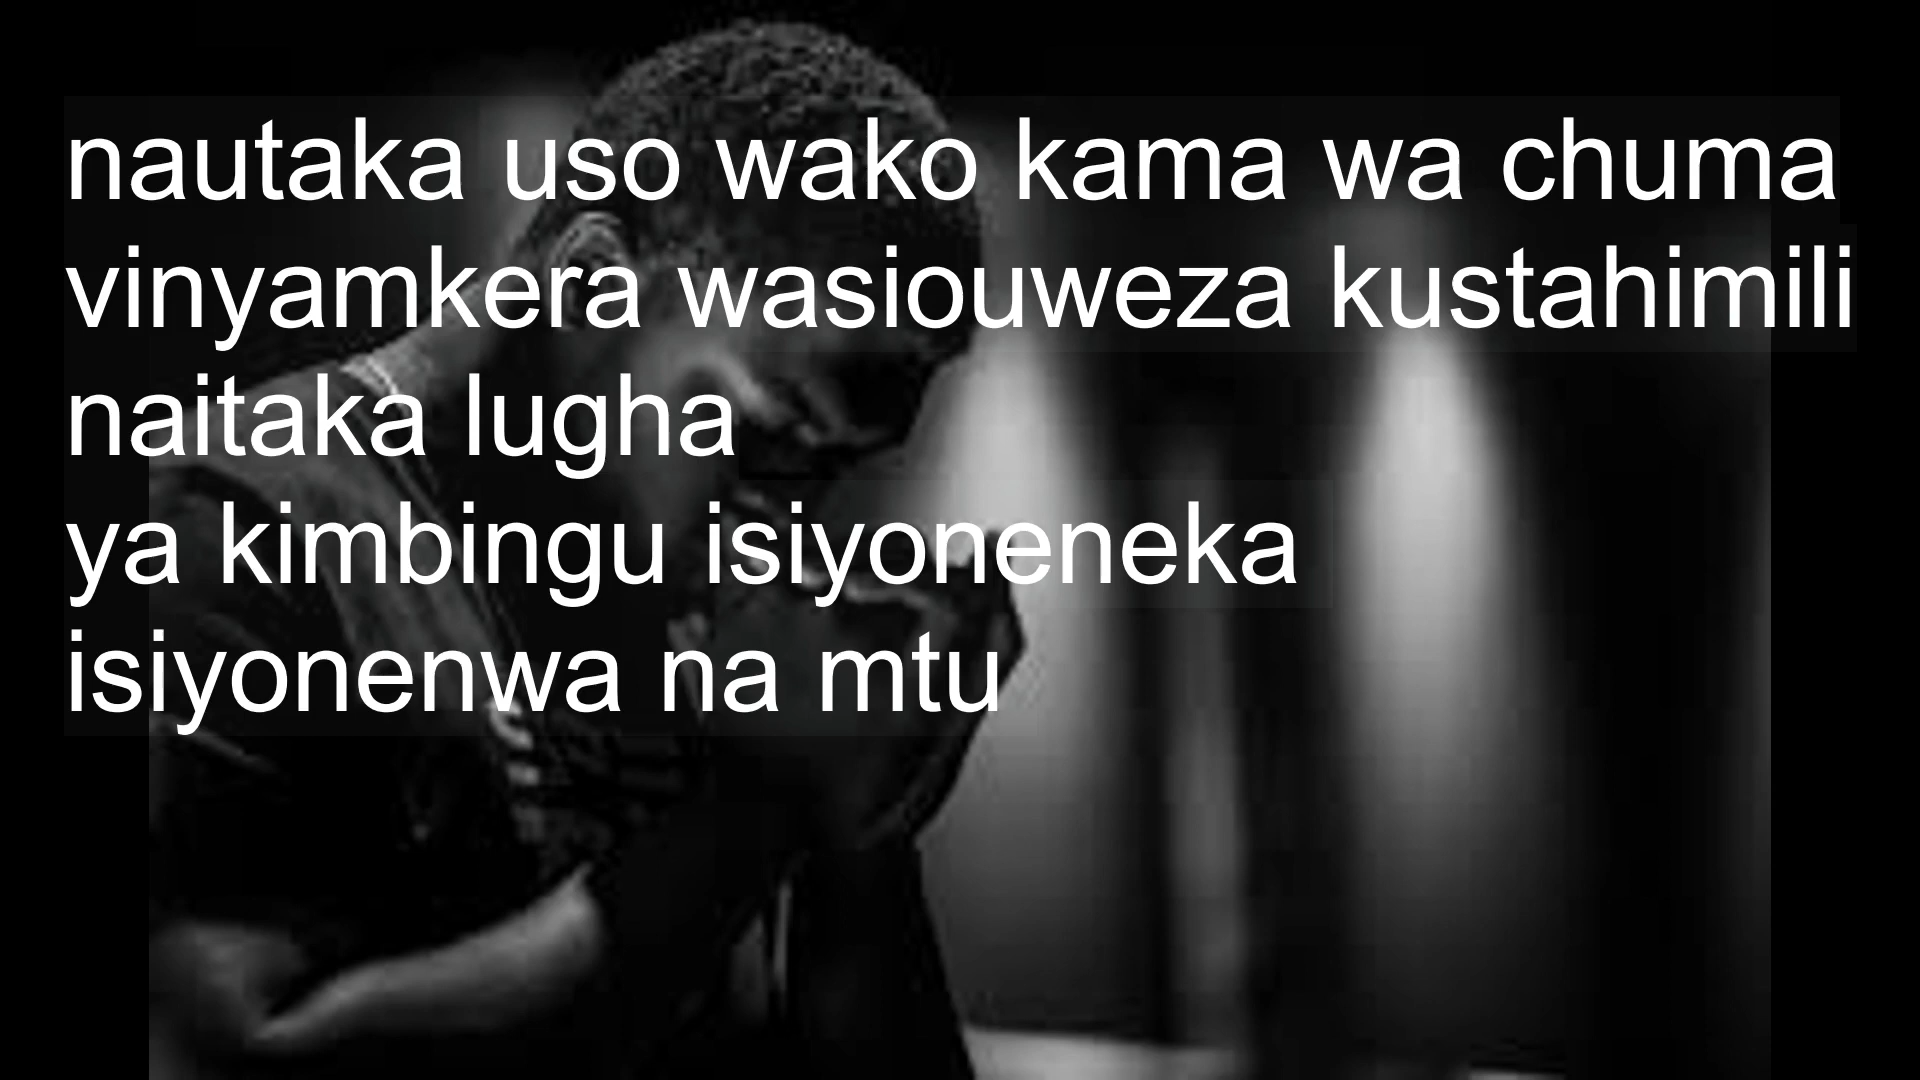 nautaka uso wako kama wa chuma
vinyamkera wasiouweza kustahimili
naitaka lugha
ya kimbingu isiyoneneka
isiyonenwa na mtu